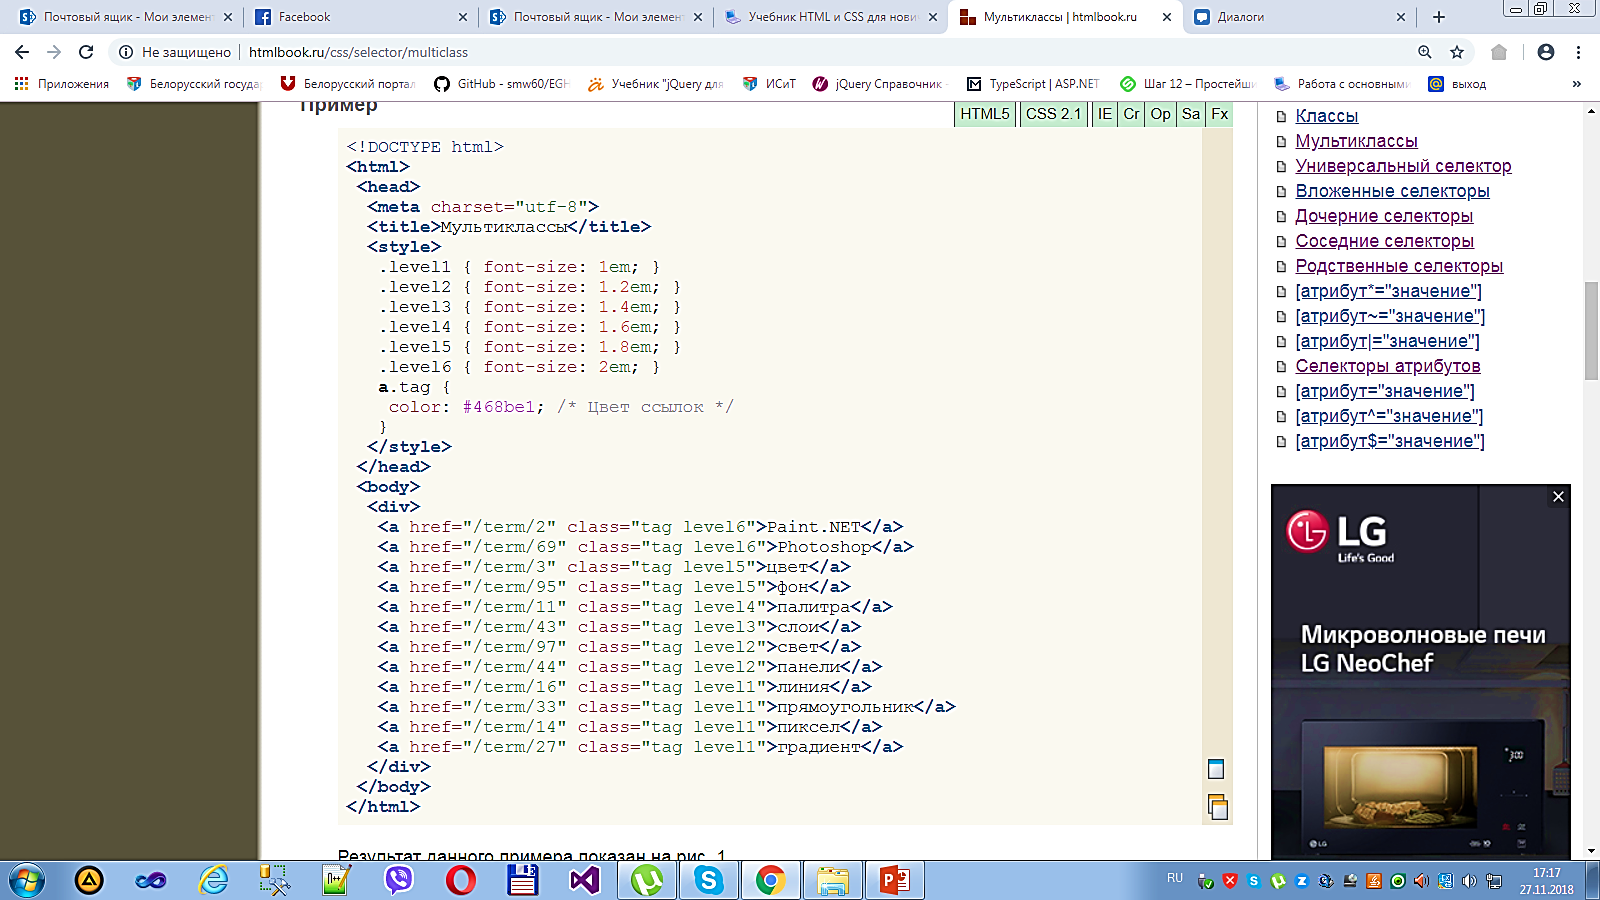 Почтовый ящик - Мои элемен
Facebook
Почтовый ящик - Мои элемен
Учебник HTML и CSS для нови
Мультиклассы | htmlbook.ru
Диалоги
Не защищено | htmlbook.ru/css/selector/multiclass
Приложения
Белорусский государ
Белорусский портал
GitHub - smw60/EGH
Учебник "jQuery для
ИСиТ
jQuery Справочник -
TypeScript | ASP.NET
Шаг 12 – Простейши
Работа с основными
выход
»
Пример
HTML5 CSS 2.1 IE Cr Op Sa Fx
<!DOCTYPE html>
<html>
<head>
<meta charset="utf-8">
<title>Мультиклассы</title>
<style>
.level1 { font-size: 1em; }
.level2 { font-size: 1.2em; }
.level3 { font-size: 1.4em; }
.level4 { font-size: 1.6em; }
.level5 { font-size: 1.8em; }
.level6 { font-size: 2em; }
a.tag {
color: #468be1; /* Цвет ссылок */
}
</style>
</head>
<body>
<div>
<a href="/term/2" class="tag level6">Paint.NET</a>
<a href="/term/69" class="tag level6">Photoshop</a>
<a href="/term/3" class="tag level5">цвет</a>
<a href="/term/95" class="tag level5">фон</a>
<a href="/term/11" class="tag level4">палитра</a>
<a href="/term/43" class="tag level3">слои</a>
<a href="/term/97" class="tag level2">свет</a>
<a href="/term/44" class="tag level2">панели</a>
<a href="/term/16" class="tag level1">линия</a>
<a href="/term/33" class="tag level1">прямоугольник</a>
<a href="/term/14" class="tag level1">пиксел</a>
<a href="/term/27" class="tag level1">градиент</a>
</div>
</body>
</html>
Результат данного примера показан на рис. 1
Классы
Мультиклассы
Универсальный селектор
Вложенные селекторы
Дочерние селекторы
Соседние селекторы
Родственные селекторы
[атрибут*="значение"]
[атрибут~="значение"]
[атрибут|="значение"]
Селекторы атрибутов
[атрибут="значение"]
[атрибут^="значение"]
[атрибут$="значение"]
LG
Life's Good
Микроволновые печи
LG NeoChef
3:00
LG
RU
17:17
27.11.2018